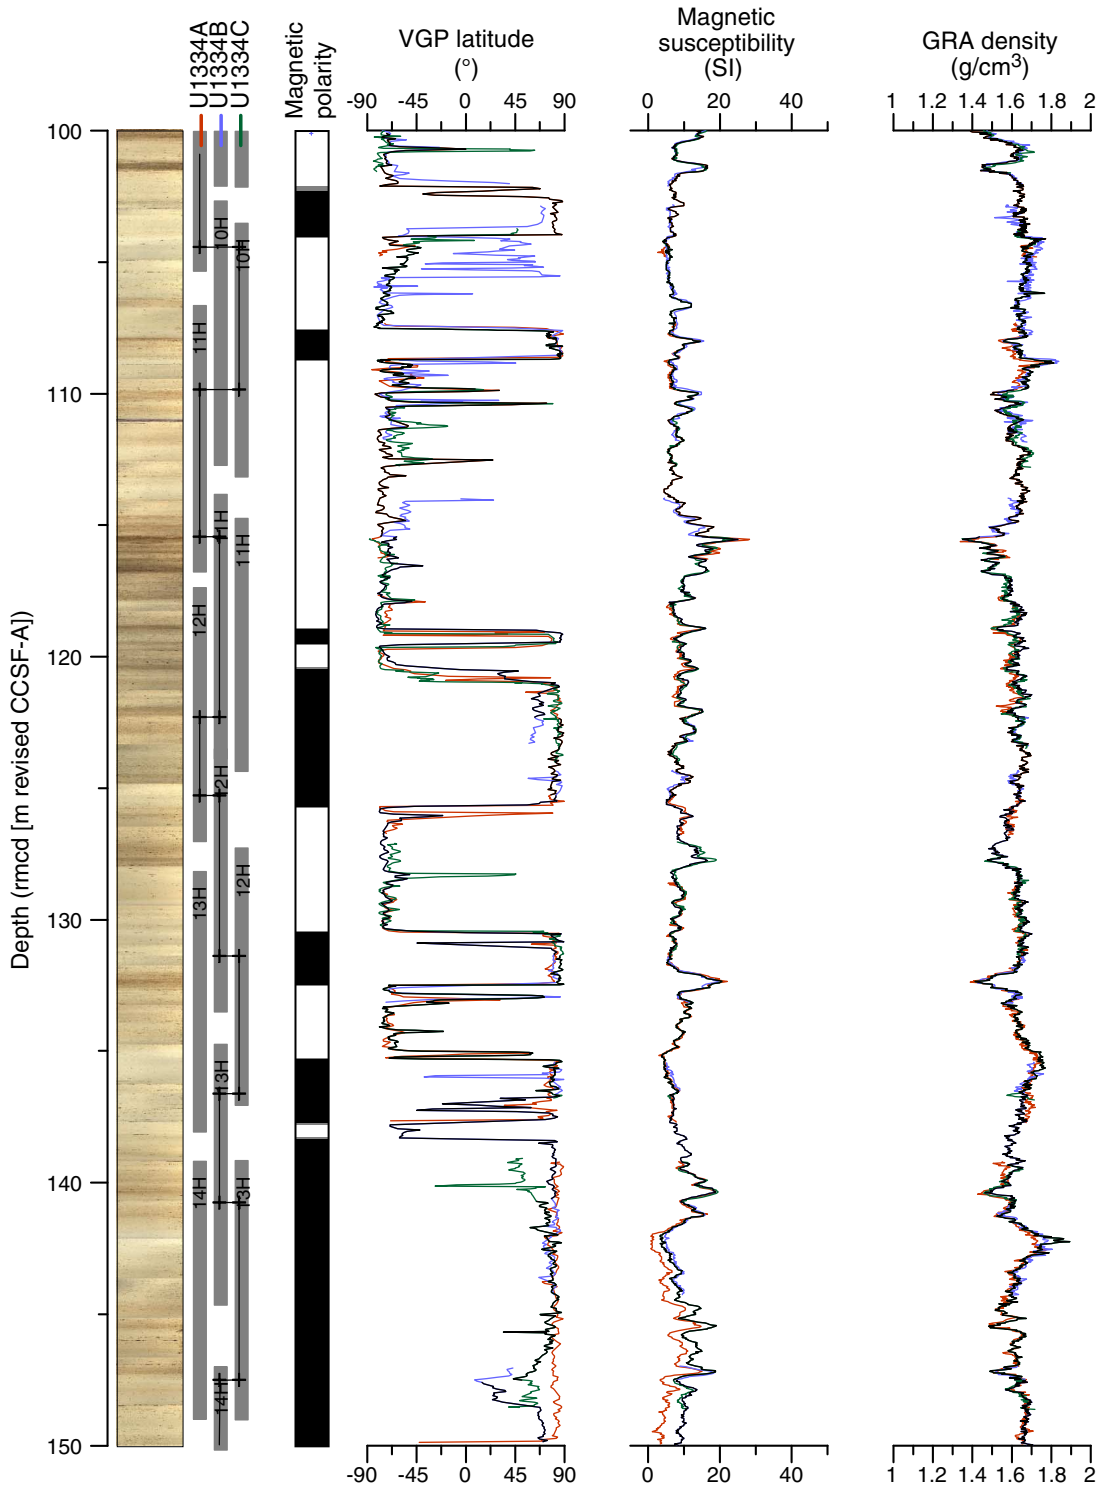 U1334A
U1334B
U1334C
Magnetic
polarity
VGP latitude
(°)
Magnetic
susceptibility
(SI)
GRA density
(g/cm3)
-90 -45 0 45 90
0 20 40
1 1.2 1.4 1.6 1.8 2
Depth (rmcd [m revised CCSF-A])
100
110
120
130
140
150
10H
10H
11H
11H
11H
12H
12H
12H
13H
13H
13H
14H
14H
-90 -45 0 45 90
0 20 40
1 1.2 1.4 1.6 1.8 2